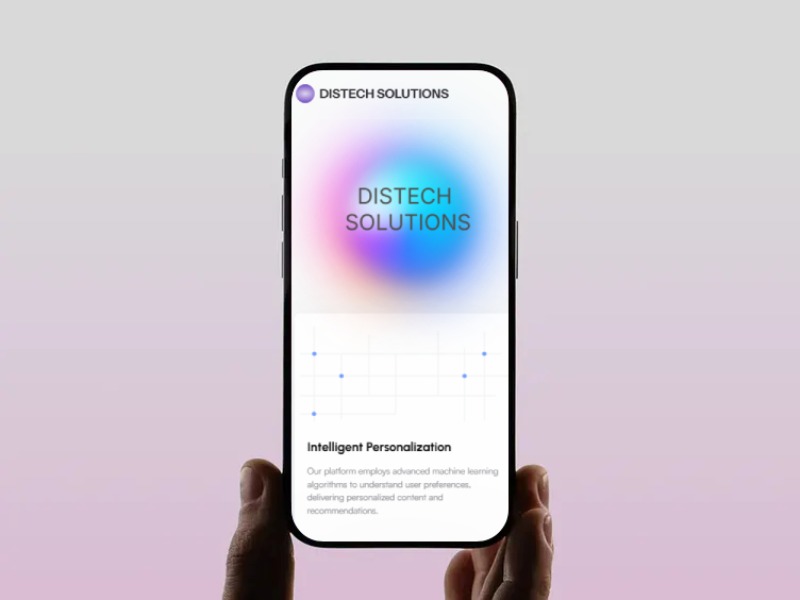 DISTECH SOLUTIONS
DISTECH
SOLUTIONS
Intelligent Personalization
Our platform employs advanced machine learning
algorithms to understand user preferences,
delivering personalized content and
recommendations.